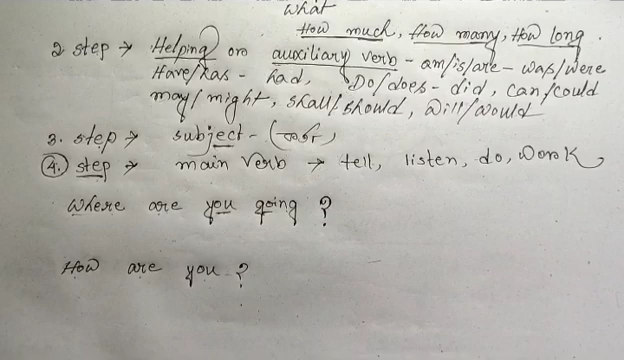 What
How much, How many, How long.
2 step → Helping or auxiliary verb - am/is/are - was/were
Have/has - had, Do/does - did, can/could
may/might, shall/should, will/would
3. step → subject - (কর্তা)
4. step → main verb → tell, listen, do, work
Where are you going ?
How are you ?